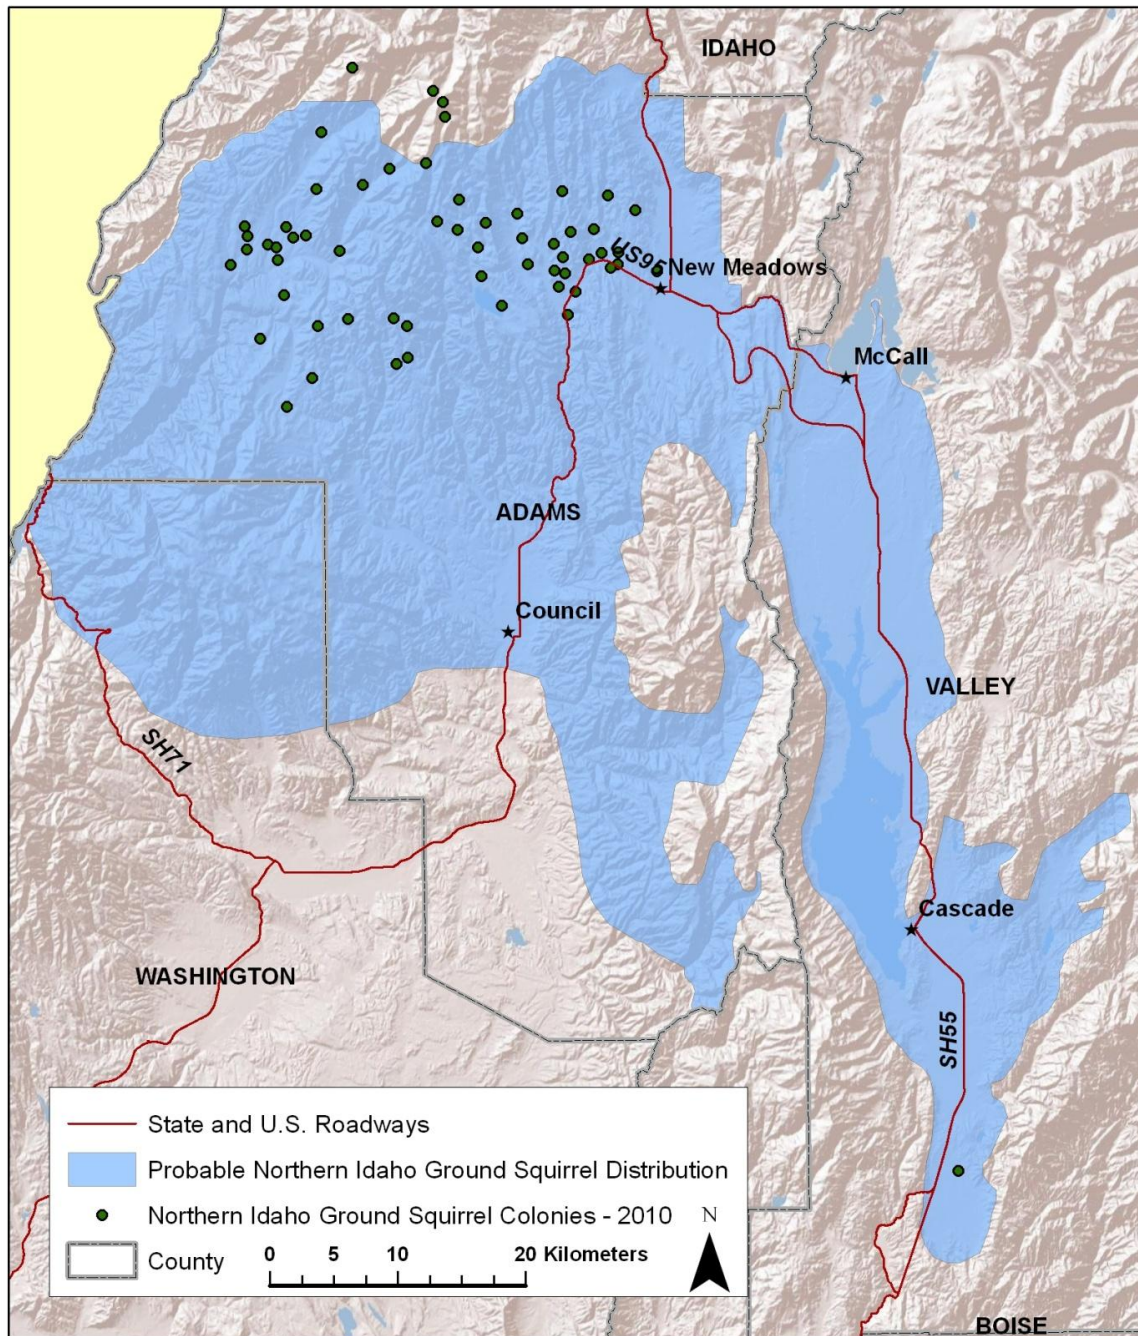 IDAHO
US95
New Meadows
McCall
ADAMS
Council
VALLEY
SH71
Cascade
WASHINGTON
SH55
State and U.S. Roadways
Probable Northern Idaho Ground Squirrel Distribution
Northern Idaho Ground Squirrel Colonies - 2010
N
County
0 5 10 20 Kilometers
BOISE